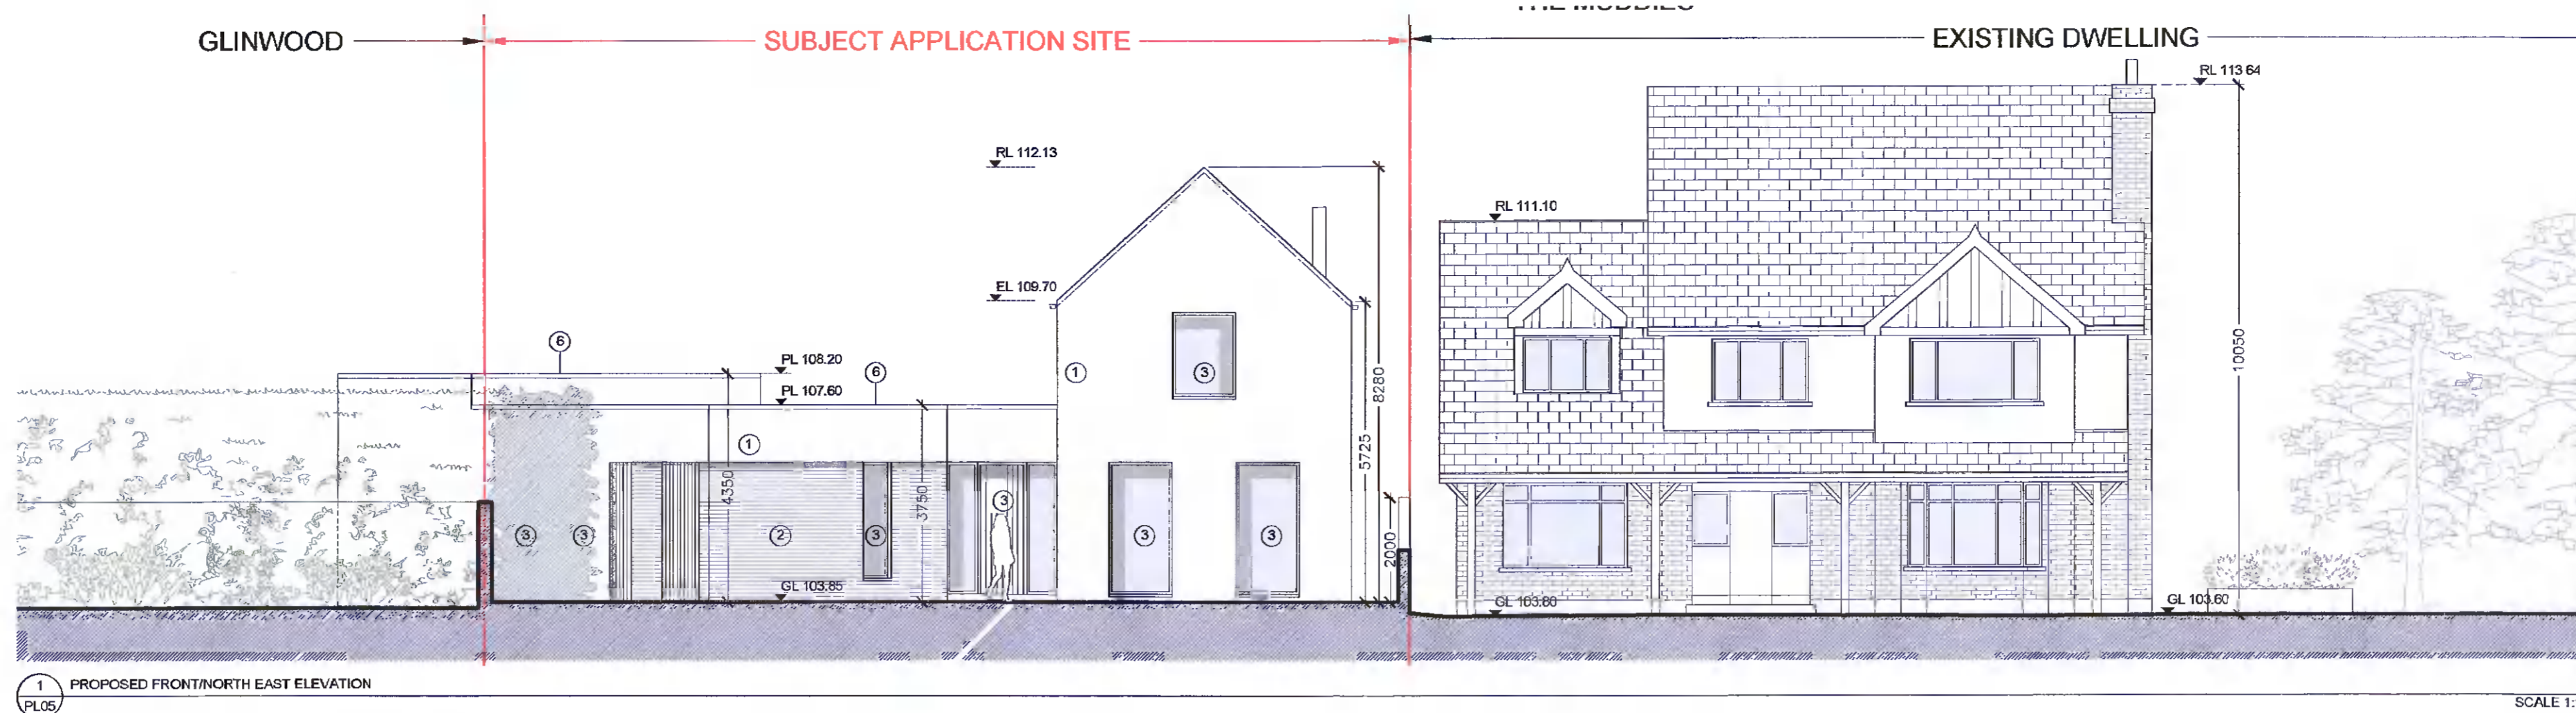 GLINWOOD
SUBJECT APPLICATION SITE
EXISTING DWELLING
RL 113 64
RL 112.13
RL 111.10
EL 109.70
6
PL 108.20
6
PL 107.60
1
3
8280
10050
1
4350
3750
5725
3
3
3
2
3
3
3
2000
GL 103.85
GL 103.60
GL 103.60
1
PL05
PROPOSED FRONT/NORTH EAST ELEVATION
SCALE 1: